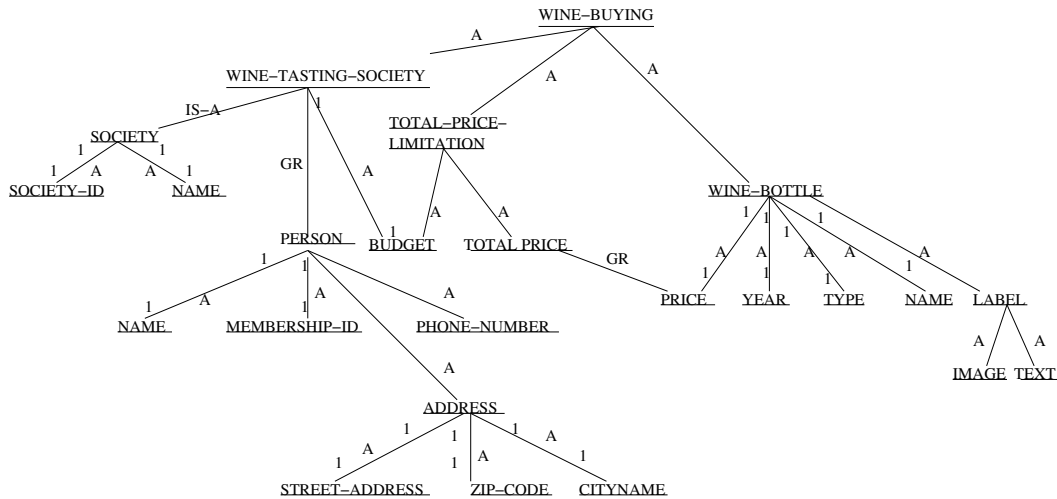 WINE-BUYING
A
A
A
WINE-TASTING-SOCIETY
IS-A
1
TOTAL-PRICE-
LIMITATION
SOCIETY
1
1
GR
A
1
A
A
1
SOCIETY-ID
NAME
WINE-BOTTLE
A
A
1
1
1
1
A
PERSON
1
BUDGET
TOTAL PRICE
GR
A
A
A
A
1
1
1
1
1
1
1
PRICE
YEAR
TYPE
NAME
LABEL
1
A
A
A
1
NAME
MEMBERSHIP-ID
PHONE-NUMBER
A
A
A
IMAGE
TEXT
ADDRESS
1
1
1
A
A
A
1
1
1
STREET-ADDRESS
ZIP-CODE
CITYNAME